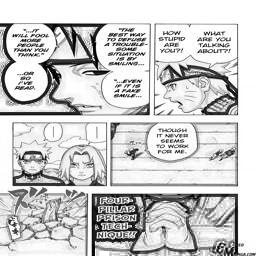 WHAT ARE
YOU
TALKING
ABOUT?!
HOW
STUPID
ARE
YOU?!
THE
BEST WAY
TO DEFUSE
A TROUBLE-
SOME
SITUATION
IS BY
SMILING...
...EVEN
IF IT IS
A FAKE
SMILE...
"...IT
WILL FOOL
MORE
PEOPLE
THAN YOU
THINK."
...OR
SO
I'VE
READ.
THOUGH
IT NEVER
SEEMS
TO WORK
FOR ME.
!
!
FOUR-
PILLAR
PRISON
TECH-
NIQUE!!